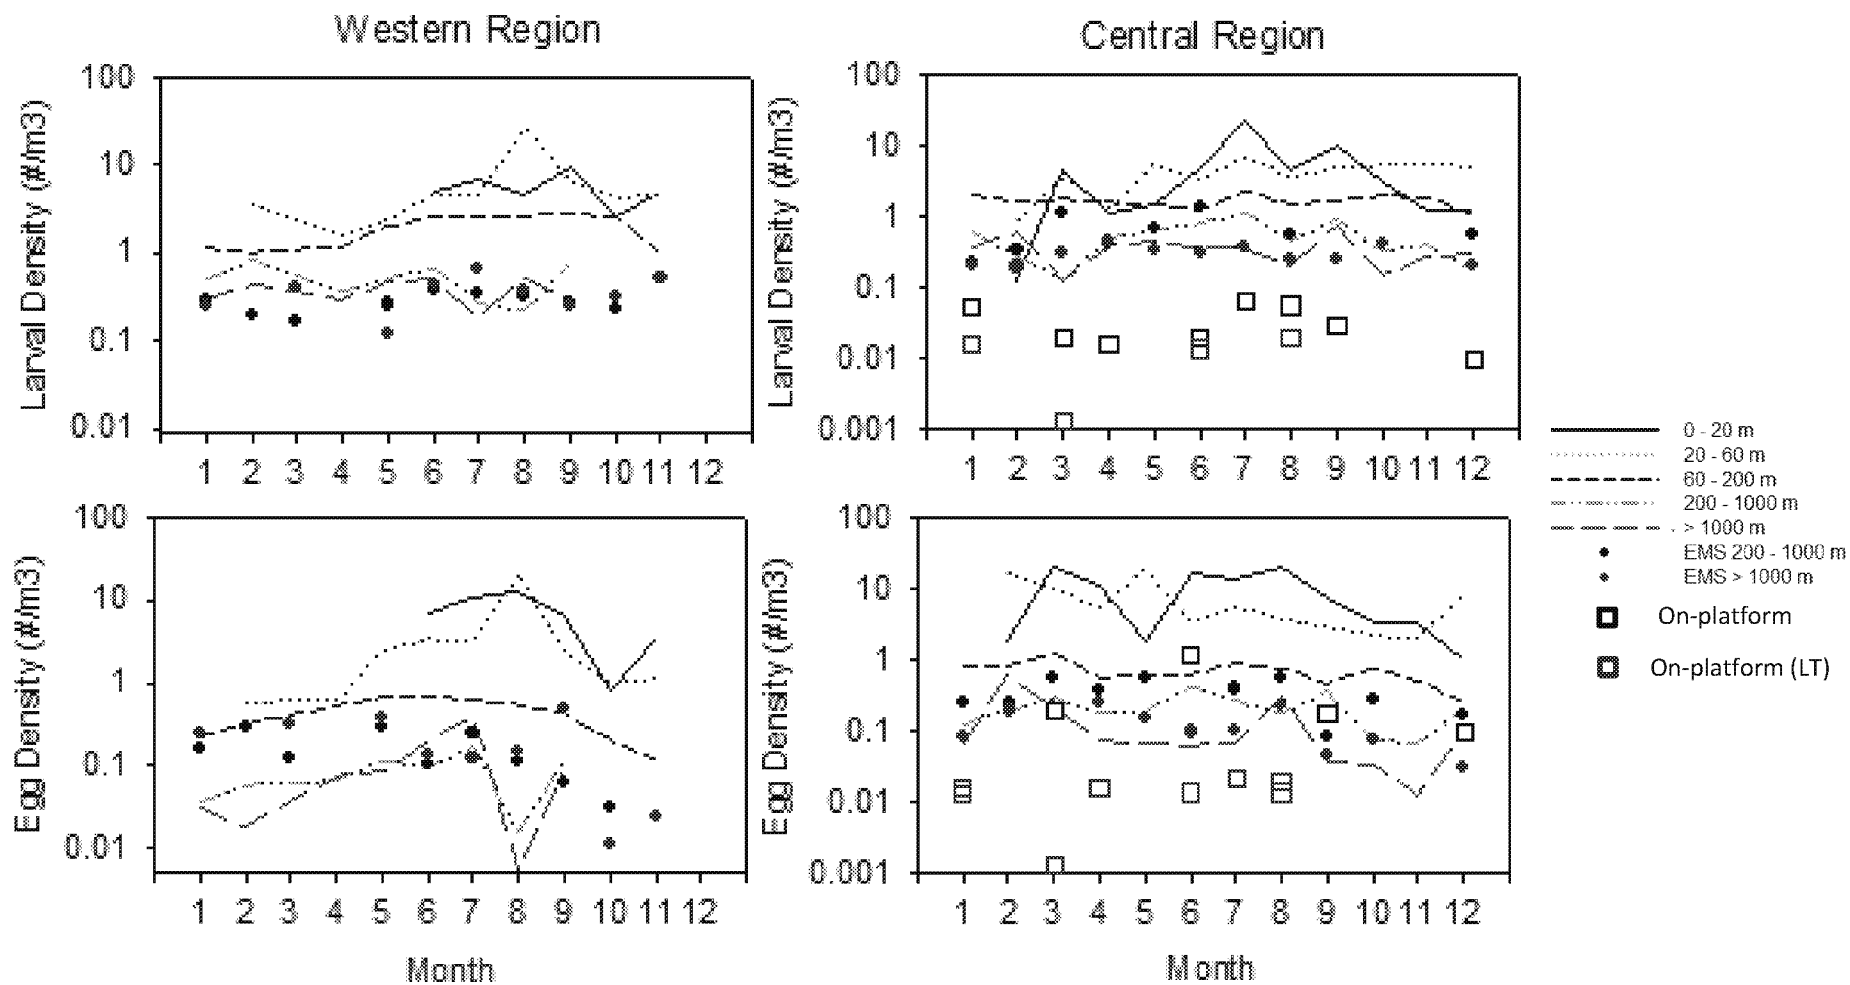 Western Region
Central Region
Larval Density (#/m3)
100
10
1
0.1
0.01
1 2 3 4 5 6 7 8 9 10 11 12
Larval Density (#/m3)
100
10
1
0.1
0.01
0.001
1 2 3 4 5 6 7 8 9 10 11 12
0 - 20 m
20 - 60 m
60 - 200 m
200 - 1000 m
> 1000 m
EMS 200 - 1000 m
EMS > 1000 m
On-platform
On-platform (LT)
Egg Density (#/m3)
100
10
1
0.1
0.01
1 2 3 4 5 6 7 8 9 10 11 12
Month
Egg Density (#/m3)
100
10
1
0.1
0.01
0.001
1 2 3 4 5 6 7 8 9 10 11 12
Month